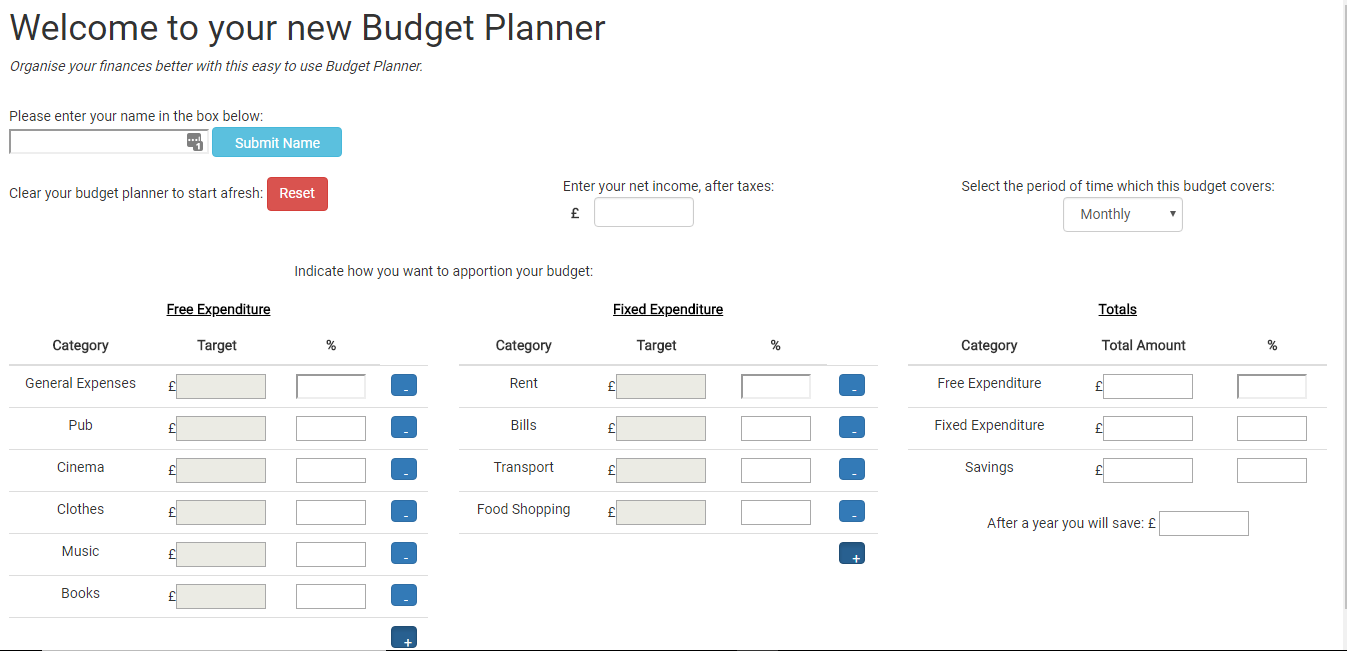 Welcome to your new Budget Planner
Organise your finances better with this easy to use Budget Planner.
Please enter your name in the box below:
1
Submit Name
Clear your budget planner to start afresh: Reset
Enter your net income, after taxes:
£
Select the period of time which this budget covers:
Monthly
Indicate how you want to apportion your budget:
Free Expenditure
Category Target %
General Expenses £ -
Pub £ -
Cinema £ -
Clothes £ -
Music £ -
Books £ -
+
Fixed Expenditure
Category Target %
Rent £ -
Bills £ -
Transport £ -
Food Shopping £ -
+
Totals
Category Total Amount %
Free Expenditure £
Fixed Expenditure £
Savings £
After a year you will save: £